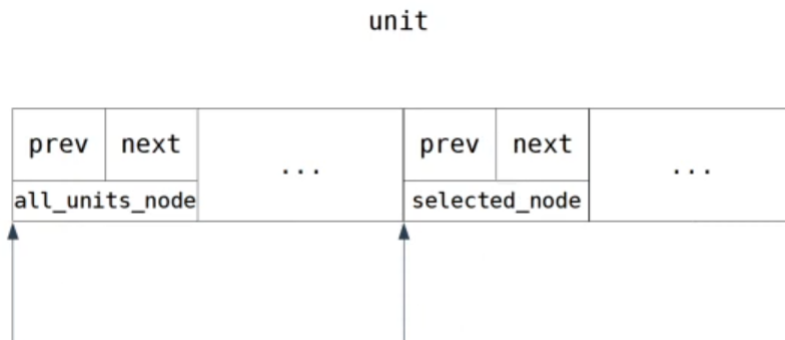 unit
prev next ... prev next ...
all_units_node selected_node